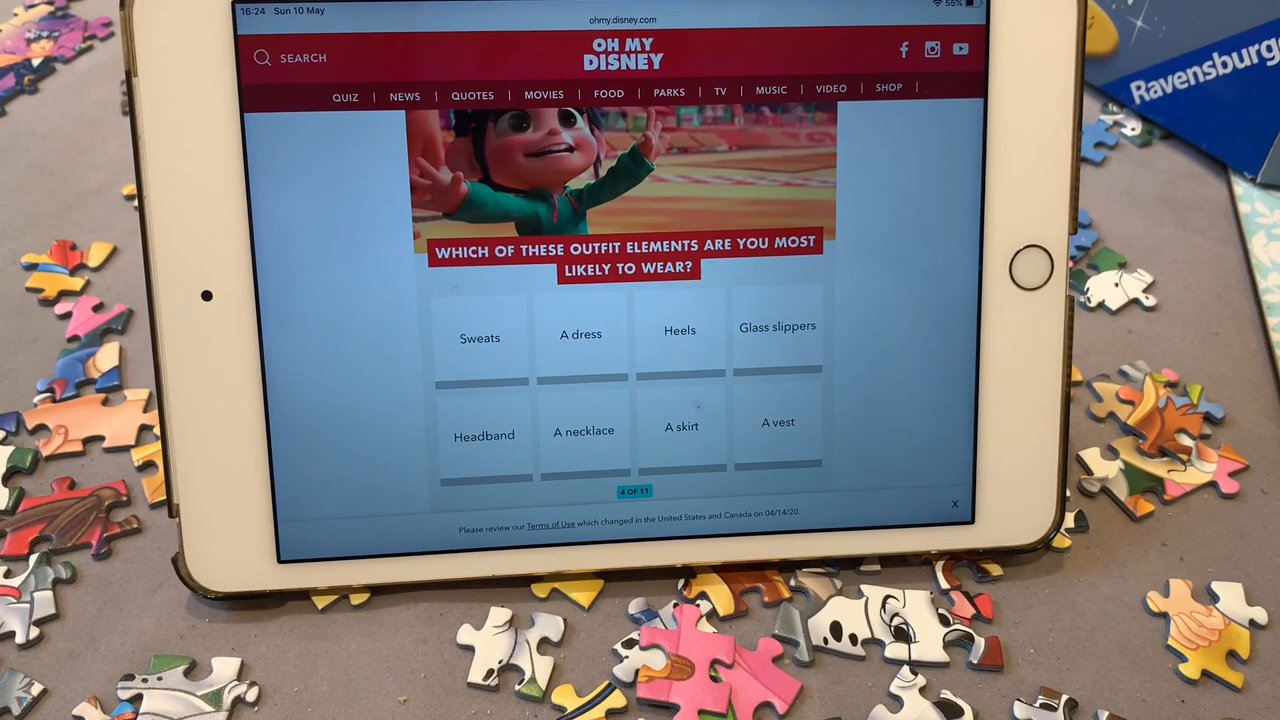 16:24 Sun 10 May
55%
ohmy.disney.com
SEARCH
OH MY
DISNEY
QUIZ | NEWS | QUOTES | MOVIES | FOOD | PARKS | TV | MUSIC | VIDEO | SHOP |
WHICH OF THESE OUTFIT ELEMENTS ARE YOU MOST
LIKELY TO WEAR?
Sweats A dress Heels Glass slippers
Headband A necklace A skirt A vest
4 OF 11
Please review our Terms of Use which changed in the United States and Canada on 04/14/20.
X
Ravensburg